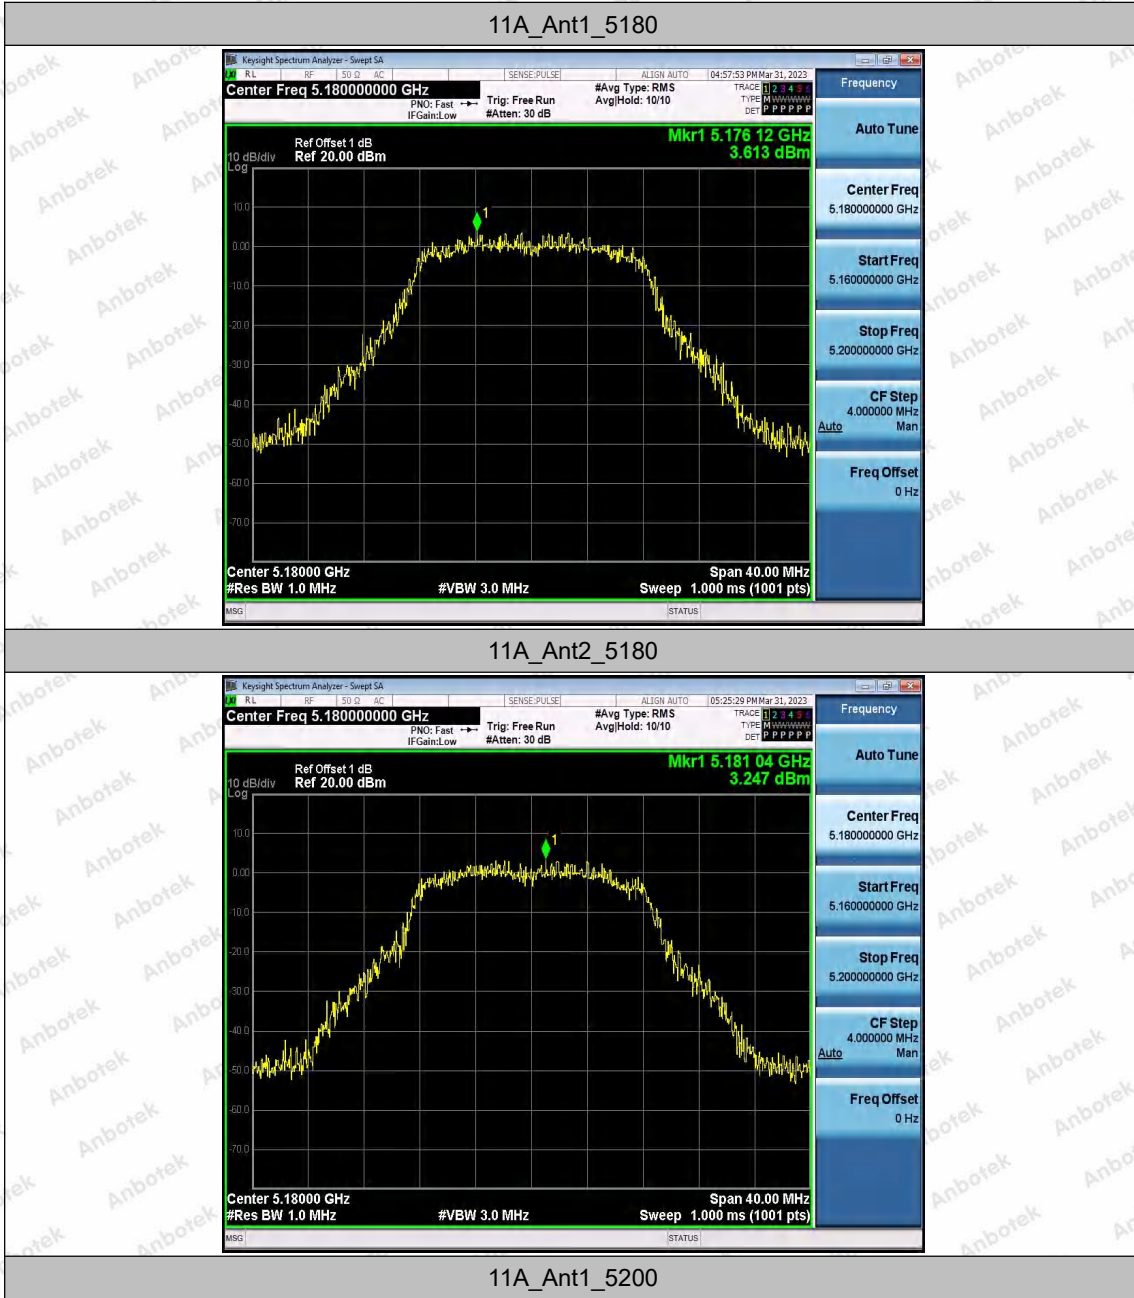 11A_Ant1_5180
Keysight Spectrum Analyzer - Swept SA
RL RF 50 Ω AC SENSE:PULSE ALIGN AUTO 04:57:53 PM Mar 31, 2023
Center Freq 5.180000000 GHz
#Avg Type: RMS
TRACE 1 2 3 4 5 6
PNO: Fast
Trig: Free Run
Avg|Hold: 10/10
TYPE M W W W W W
IFGain:Low
#Atten: 30 dB
DET P P P P P P
Mkr1 5.176 12 GHz
3.613 dBm
Ref Offset 1 dB
10 dB/div Ref 20.00 dBm
Log
1
10.0
0.00
-10.0
-20.0
-30.0
-40.0
-50.0
-60.0
-70.0
Center 5.18000 GHz Span 40.00 MHz
#Res BW 1.0 MHz #VBW 3.0 MHz Sweep 1.000 ms (1001 pts)
MSG STATUS
Frequency
Auto Tune
Center Freq
5.180000000 GHz
Start Freq
5.160000000 GHz
Stop Freq
5.200000000 GHz
CF Step
4.000000 MHz
Auto Man
Freq Offset
0 Hz
11A_Ant2_5180
Keysight Spectrum Analyzer - Swept SA
RL RF 50 Ω AC SENSE:PULSE ALIGN AUTO 05:25:29 PM Mar 31, 2023
Center Freq 5.180000000 GHz
#Avg Type: RMS
TRACE 1 2 3 4 5 6
PNO: Fast
Trig: Free Run
Avg|Hold: 10/10
TYPE M W W W W W
IFGain:Low
#Atten: 30 dB
DET P P P P P P
Mkr1 5.181 04 GHz
3.247 dBm
Ref Offset 1 dB
10 dB/div Ref 20.00 dBm
Log
1
10.0
0.00
-10.0
-20.0
-30.0
-40.0
-50.0
-60.0
-70.0
Center 5.18000 GHz Span 40.00 MHz
#Res BW 1.0 MHz #VBW 3.0 MHz Sweep 1.000 ms (1001 pts)
MSG STATUS
Frequency
Auto Tune
Center Freq
5.180000000 GHz
Start Freq
5.160000000 GHz
Stop Freq
5.200000000 GHz
CF Step
4.000000 MHz
Auto Man
Freq Offset
0 Hz
11A_Ant1_5200
Anbotek